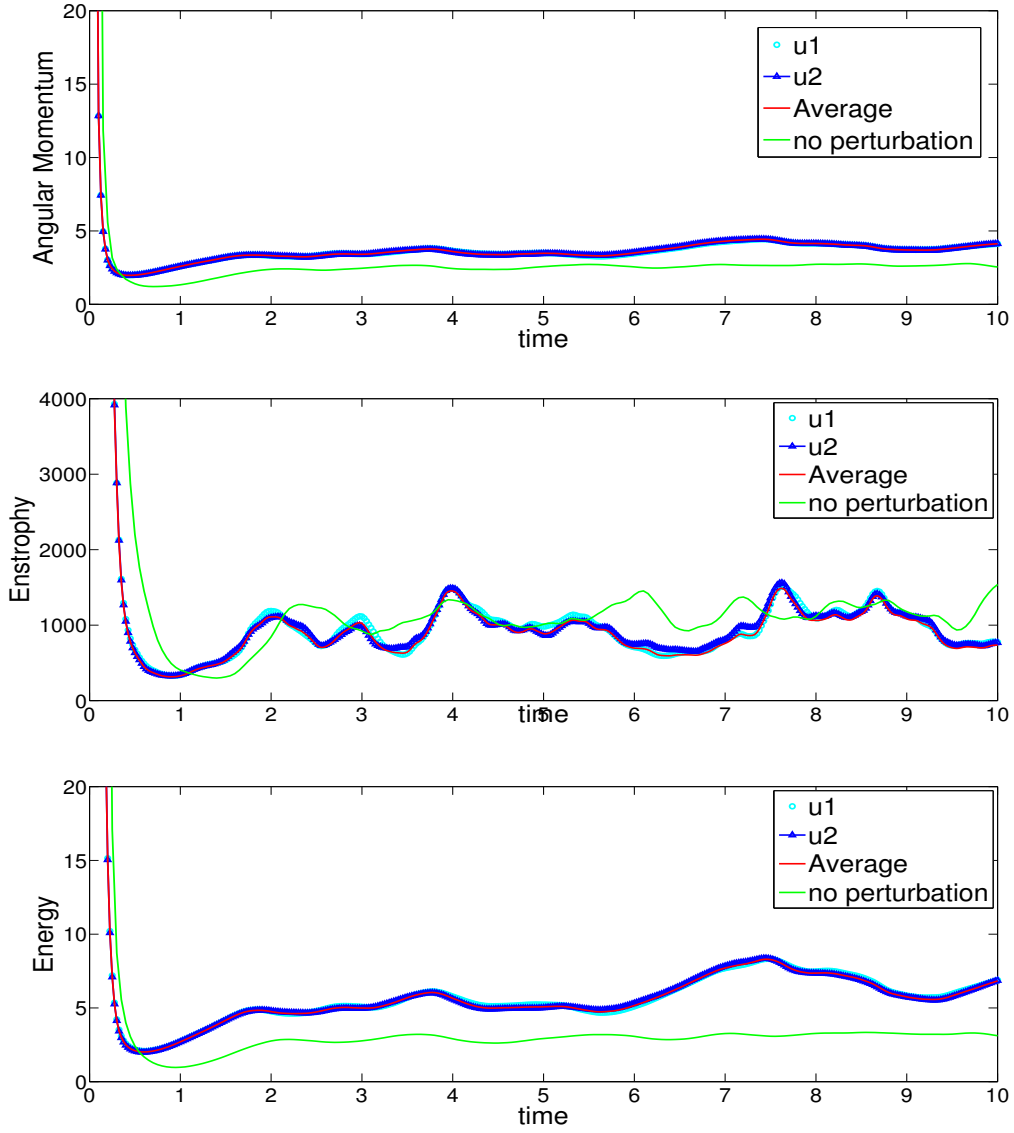 Angular Momentum
20
15
10
5
0
0 1 2 3 4 5 6 7 8 9 10
time
u1
u2
Average
no perturbation
Enstrophy
4000
3000
2000
1000
0
0 1 2 3 4 5 6 7 8 9 10
time
u1
u2
Average
no perturbation
Energy
20
15
10
5
0
0 1 2 3 4 5 6 7 8 9 10
time
u1
u2
Average
no perturbation